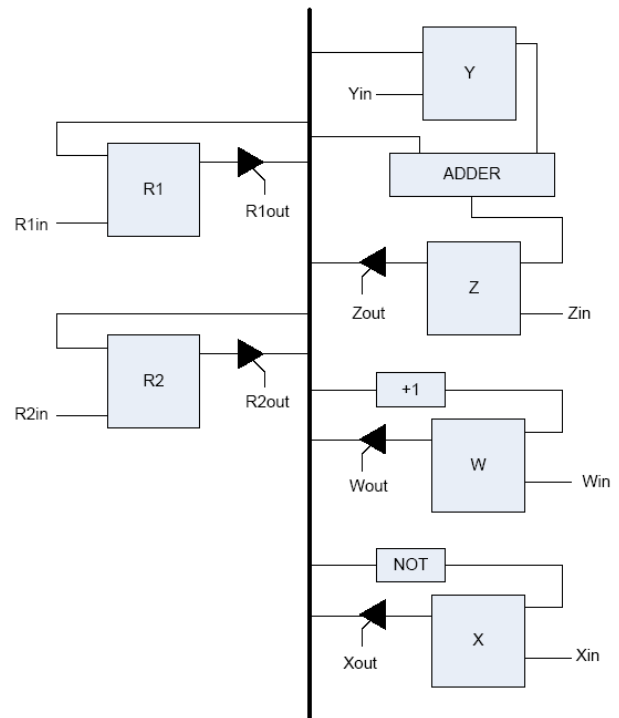 Y
Yin
R1
R1in
R1out
ADDER
Z
Zout
Zin
R2
R2in
R2out
+1
W
Wout
Win
NOT
X
Xout
Xin